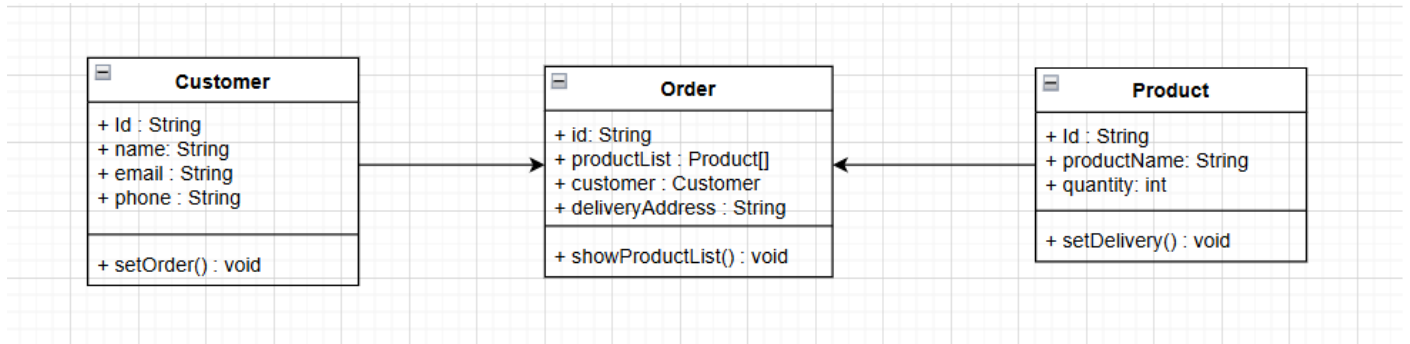 Customer
+ Id : String
+ name: String
+ email : String
+ phone : String
+ setOrder() : void
Order
+ id: String
+ productList : Product[]
+ customer : Customer
+ deliveryAddress : String
+ showProductList() : void
Product
+ Id : String
+ productName: String
+ quantity: int
+ setDelivery() : void